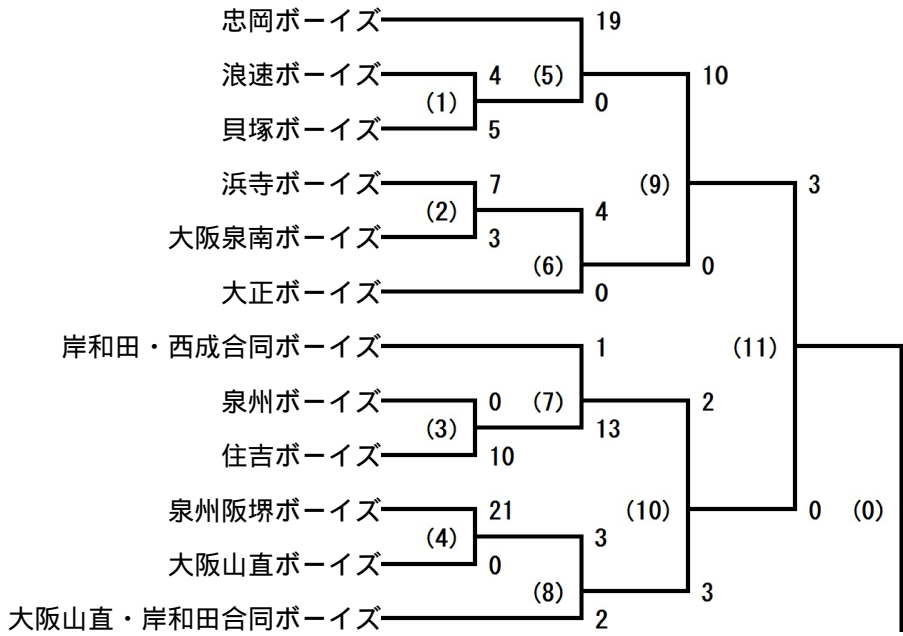 忠岡ボーイズ 19
浪速ボーイズ 4 (5) 10
(1) 0
貝塚ボーイズ 5
浜寺ボーイズ 7 (9) 3
(2) 4
大阪泉南ボーイズ 3
(6) 0
大正ボーイズ 0
岸和田・西成合同ボーイズ 1 (11)
泉州ボーイズ 0 (7) 2
(3) 13
住吉ボーイズ 10
泉州阪堺ボーイズ 21 (10) 0 (0)
(4) 3
大阪山直ボーイズ 0
(8) 3
大阪山直・岸和田合同ボーイズ 2